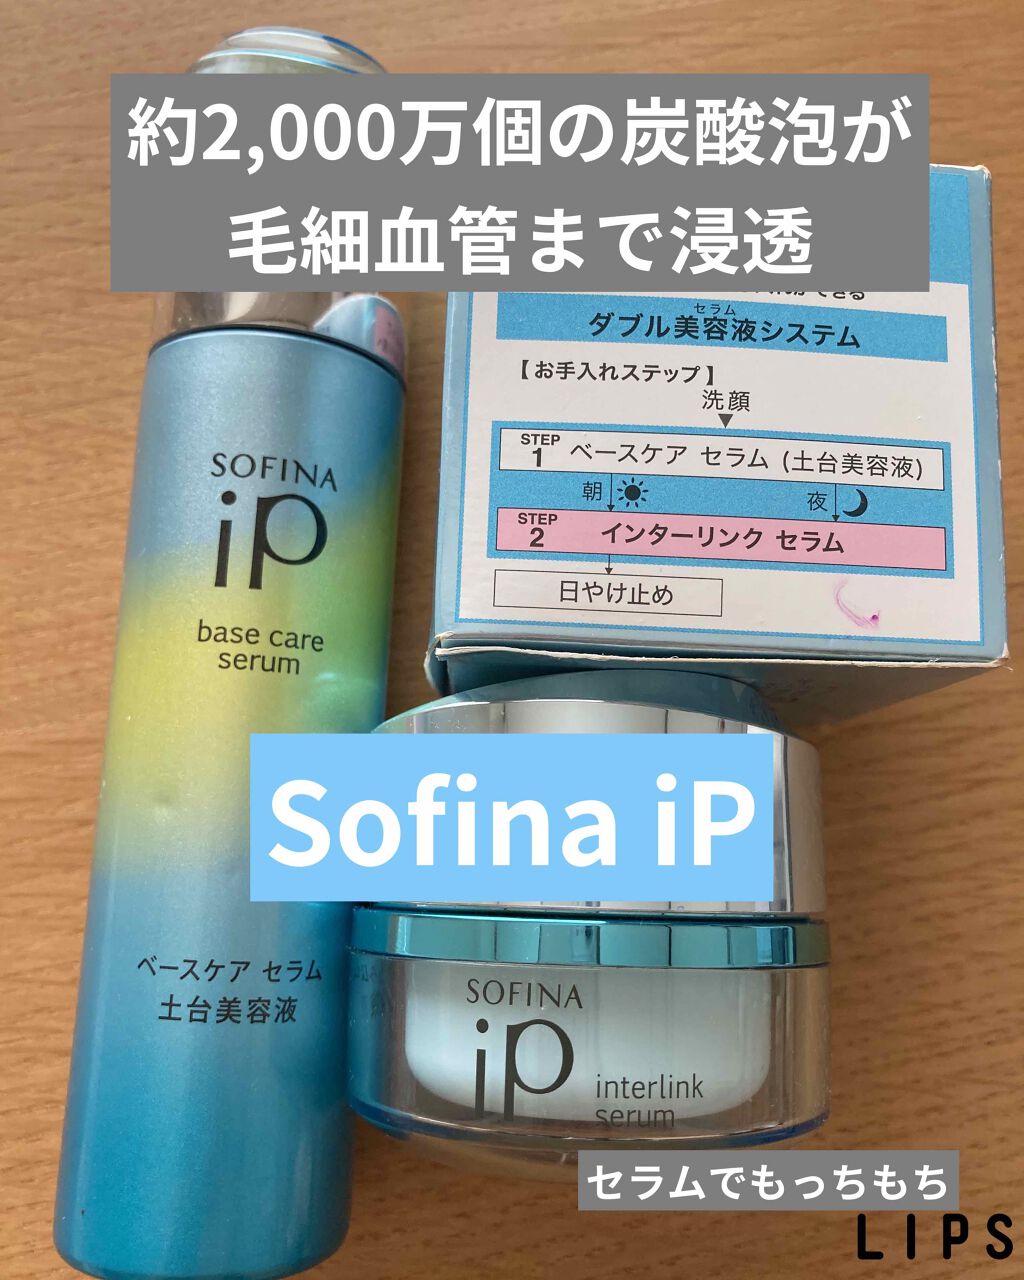 約2,000万個の炭酸泡が
毛細血管まで浸透
できる
セラム
ダブル美容液システム
【お手入れステップ】
洗顔
STEP
1 ベースケア セラム (土台美容液)
朝 夜
STEP
2 インターリンク セラム
日やけ止め
SOFINA
iP
base care
serum
Sofina iP
ベースケア セラム
土台美容液
SOFINA
iP
interlink
serum
セラムでもっちもち
LIPS